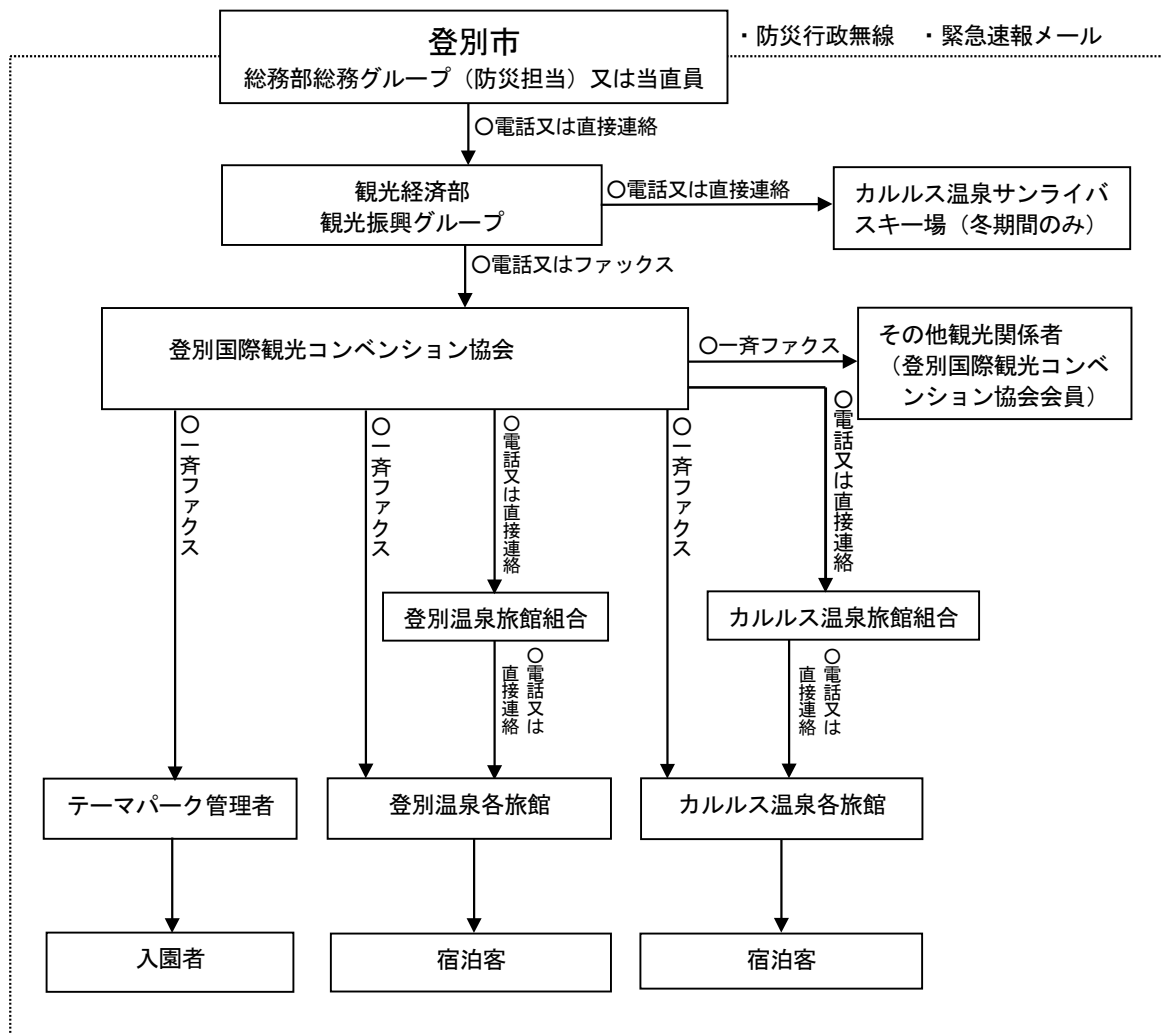 登別市
総務部総務グループ（防災担当）又は当直員
・防災行政無線　・緊急速報メール
〇電話又は直接連絡
観光経済部
観光振興グループ
〇電話又は直接連絡
カルルス温泉サンライバ
スキー場（冬期間のみ）
〇電話又はファックス
登別国際観光コンベンション協会
〇一斉ファクス
その他観光関係者
（登別国際観光コンベ
ンション協会会員）
〇一斉ファクス
〇一斉ファクス
〇電話又は直接連絡
〇一斉ファクス
〇電話又は直接連絡
登別温泉旅館組合
カルルス温泉旅館組合
〇電話又は
直接連絡
〇電話又は
直接連絡
テーマパーク管理者
登別温泉各旅館
カルルス温泉各旅館
入園者
宿泊客
宿泊客